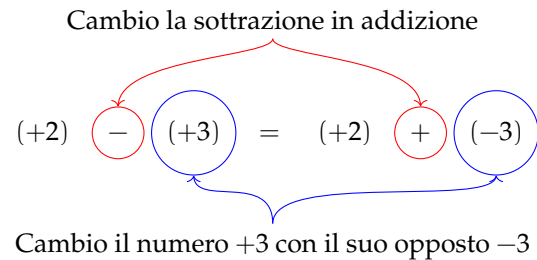 Cambio la sottrazione in addizione
(+2) − (+3) = (+2) + (−3)
Cambio il numero +3 con il suo opposto −3